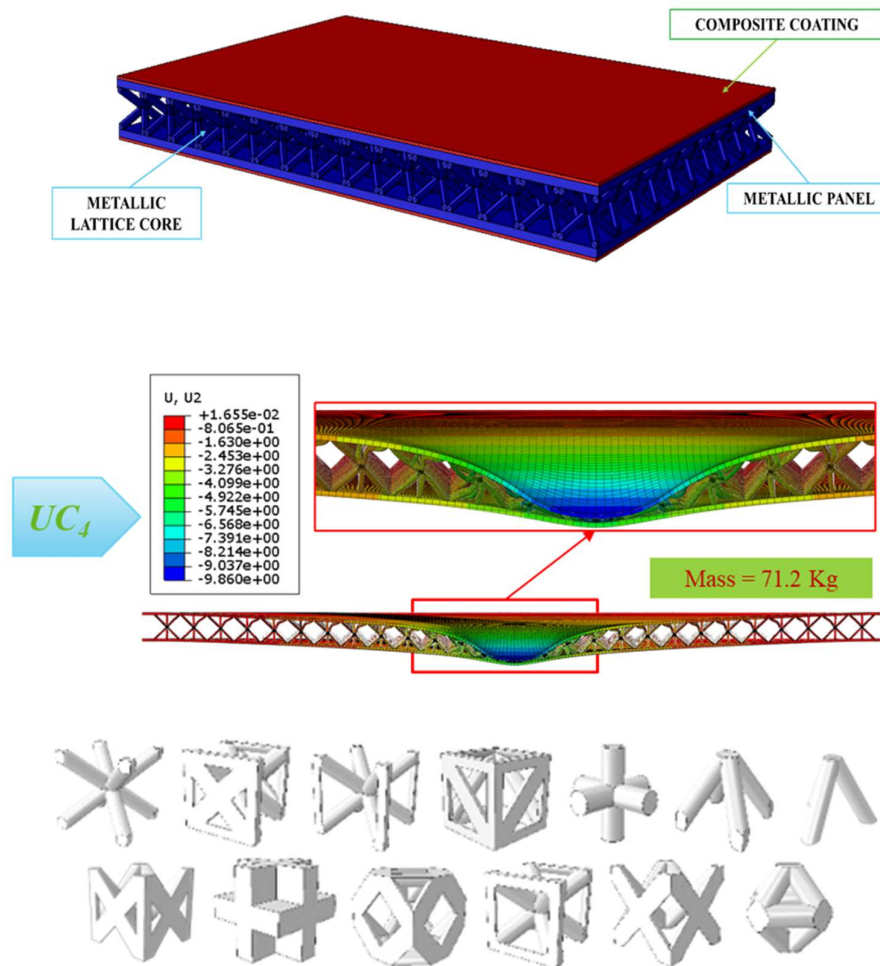 COMPOSITE COATING
METALLIC
LATTICE CORE
METALLIC PANEL
UC4
U, U2
+1.655e-02
-8.065e-01
-1.630e+00
-2.453e+00
-3.276e+00
-4.099e+00
-4.922e+00
-5.745e+00
-6.568e+00
-7.391e+00
-8.214e+00
-9.037e+00
-9.860e+00
Mass = 71.2 Kg